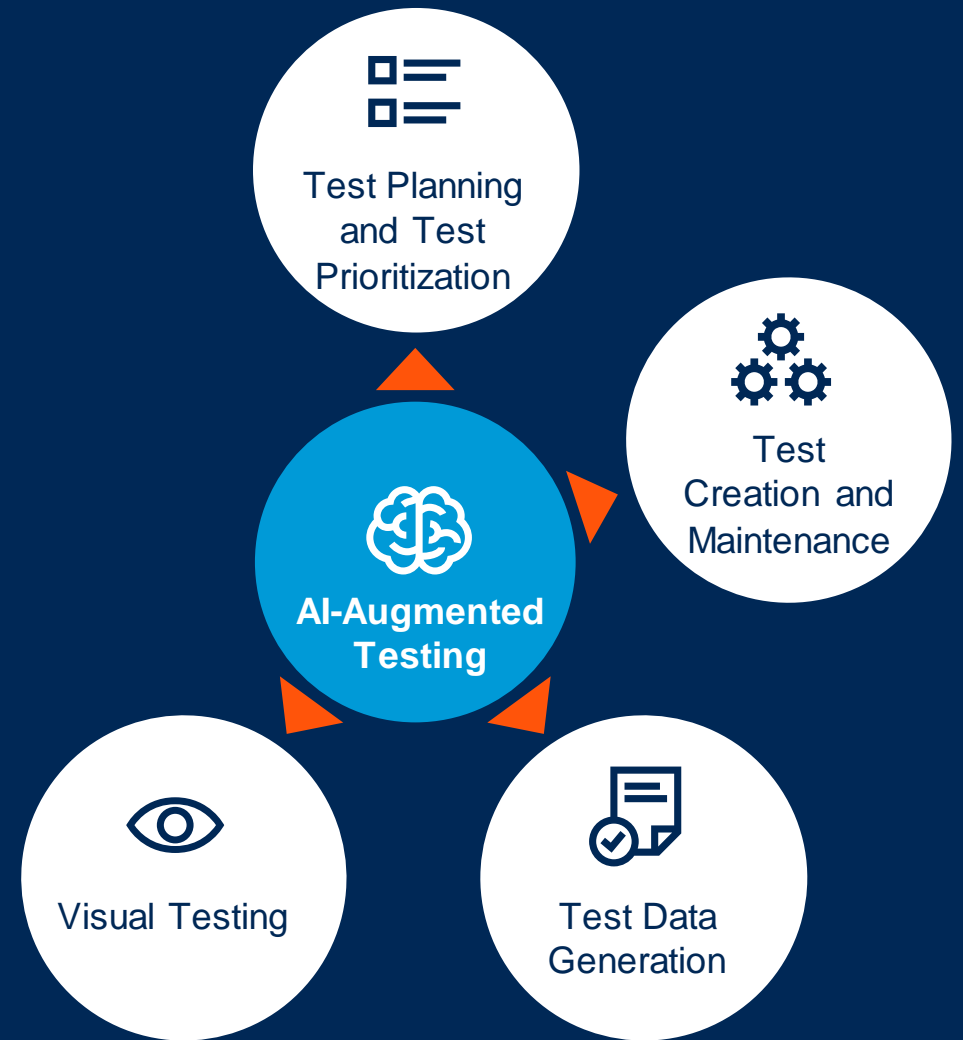 Test Planning
and Test
Prioritization
Test
Creation and
Maintenance
AI-Augmented
Testing
Visual Testing
Test Data
Generation